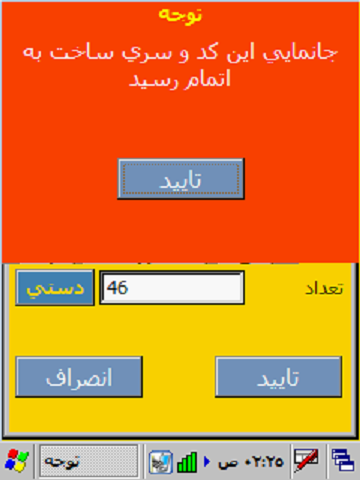 توجه
جانمايي اين كد و سري ساخت به
اتمام رسيد
تاييد
تعداد
46
دستي
تاييد
انصراف
توجه
۰۲:۲۵ ص